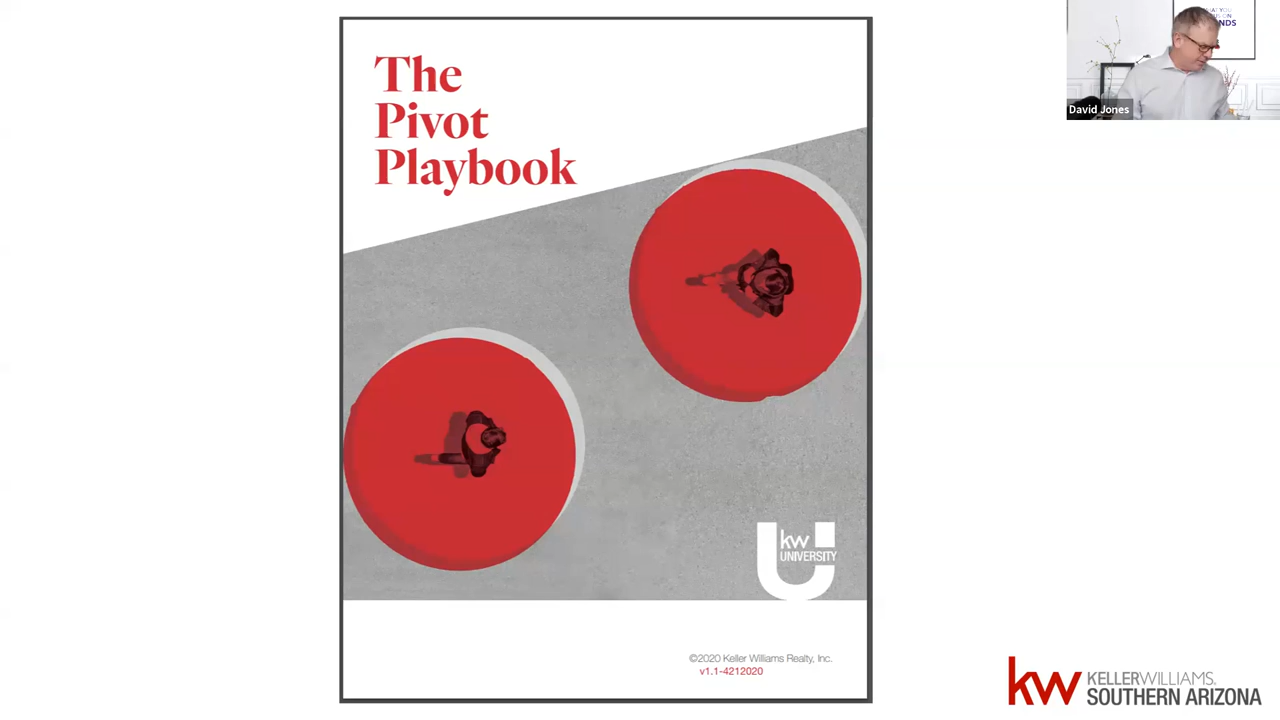 The
Pivot
Playbook
David Jones
kw
UNIVERSITY
©2020 Keller Williams Realty, Inc.
v1.1-4212020
kw KELLERWILLIAMS.
SOUTHERN ARIZONA